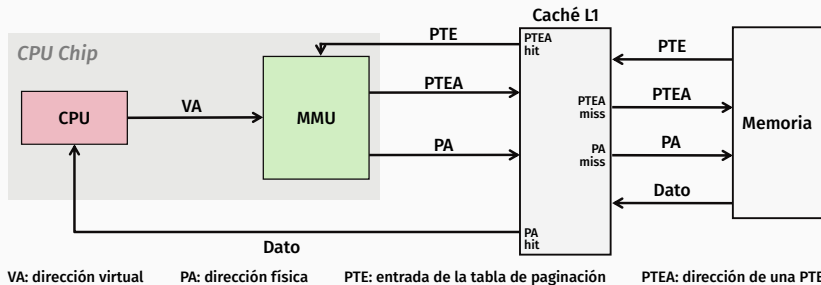 Caché L1
CPU Chip
PTE
PTEA
hit
PTE
PTEA
PTEA
miss
PTEA
CPU
VA
MMU
Memoria
PA
PA
miss
PA
Dato
PA
hit
Dato
VA: dirección virtual
PA: dirección física
PTE: entrada de la tabla de paginación
PTEA: dirección de una PTE